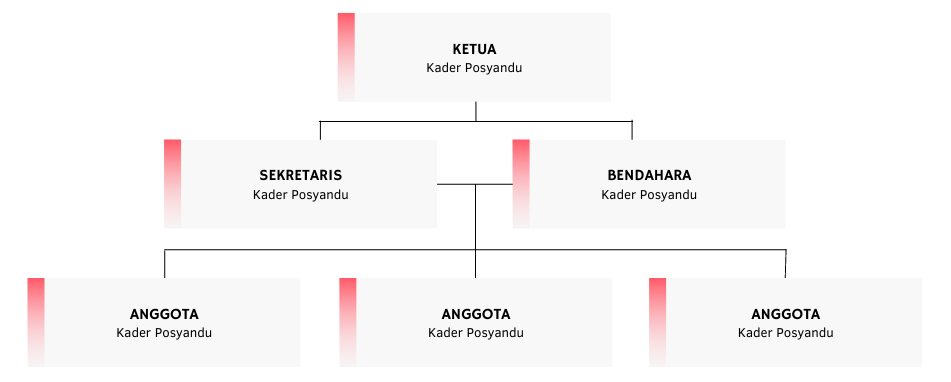 KETUA
Kader Posyandu
SEKRETARIS
Kader Posyandu
BENDAHARA
Kader Posyandu
ANGGOTA
Kader Posyandu
ANGGOTA
Kader Posyandu
ANGGOTA
Kader Posyandu